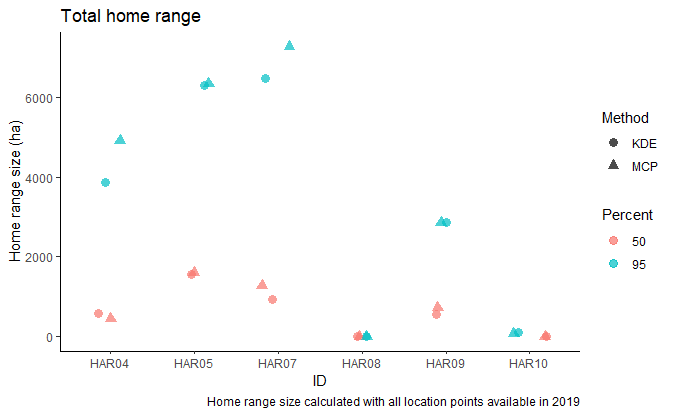 Total home range
Home range size (ha)
6000
4000
2000
0
HAR04 HAR05 HAR07 HAR08 HAR09 HAR10
ID
Method
KDE
MCP
Percent
50
95
Home range size calculated with all location points available in 2019